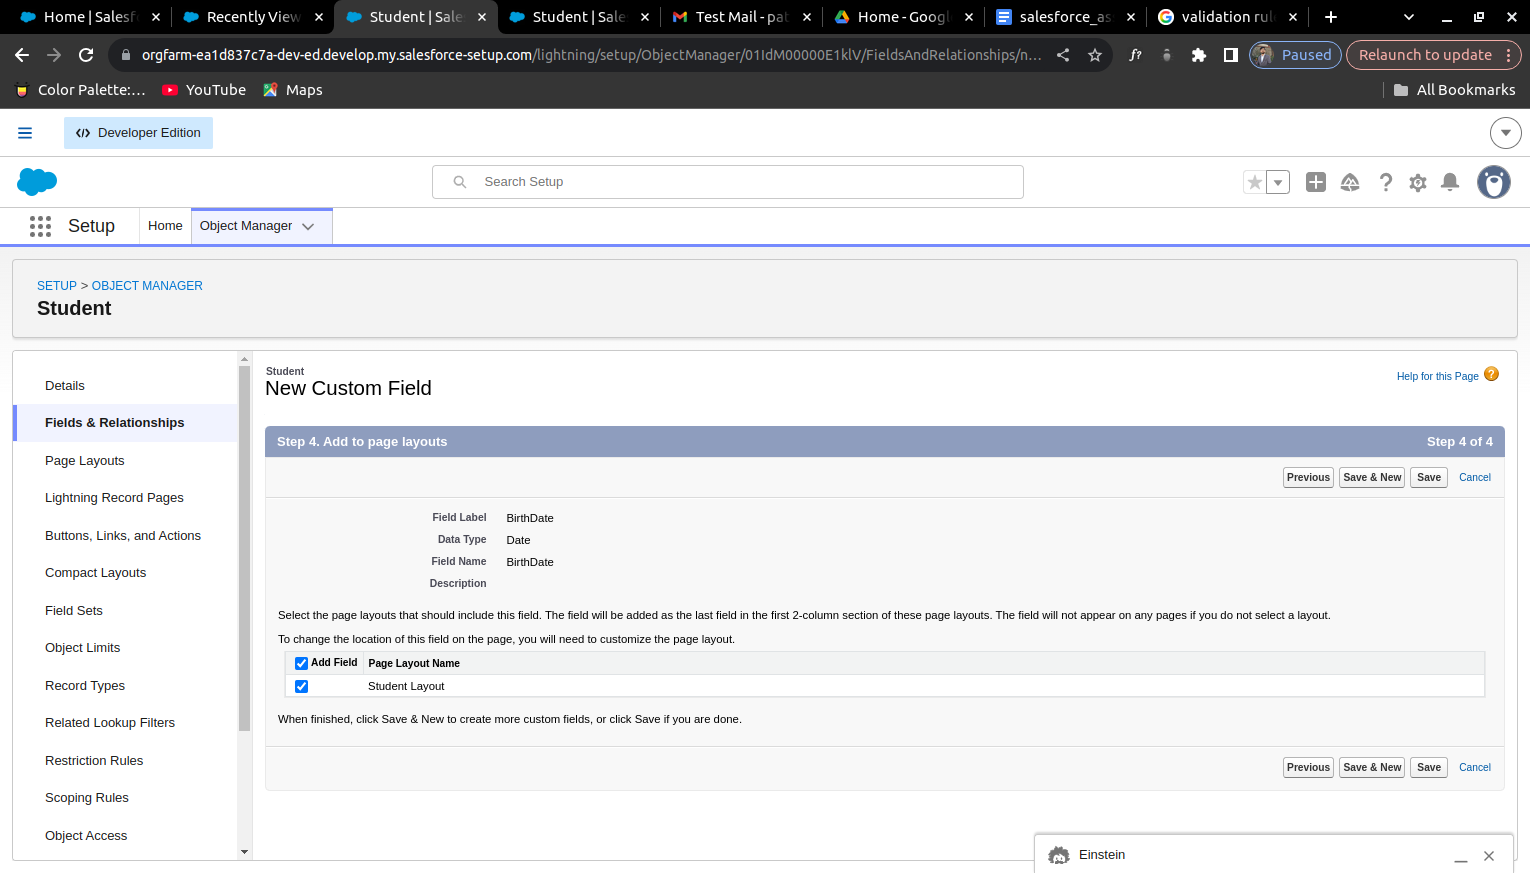 Home | Salesf
Recently View
Student | Sale
Student | Sale
Test Mail - pat
Home - Googl
salesforce_as
validation rul
orgfarm-ea1d837c7a-dev-ed.develop.my.salesforce-setup.com/lightning/setup/ObjectManager/01IdM00000E1klV/FieldsAndRelationships/n...
Paused
Relaunch to update
Color Palette:...
YouTube
Maps
All Bookmarks
Developer Edition
Search Setup
Setup
Home
Object Manager
SETUP > OBJECT MANAGER
Student
Details
Fields & Relationships
Page Layouts
Lightning Record Pages
Buttons, Links, and Actions
Compact Layouts
Field Sets
Object Limits
Record Types
Related Lookup Filters
Restriction Rules
Scoping Rules
Object Access
Student
New Custom Field
Help for this Page ?
Step 4. Add to page layouts
Step 4 of 4
Previous
Save & New
Save
Cancel
Field Label BirthDate
Data Type Date
Field Name BirthDate
Description
Select the page layouts that should include this field. The field will be added as the last field in the first 2-column section of these page layouts. The field will not appear on any pages if you do not select a layout.
To change the location of this field on the page, you will need to customize the page layout.
Add Field Page Layout Name
Student Layout
When finished, click Save & New to create more custom fields, or click Save if you are done.
Previous
Save & New
Save
Cancel
Einstein